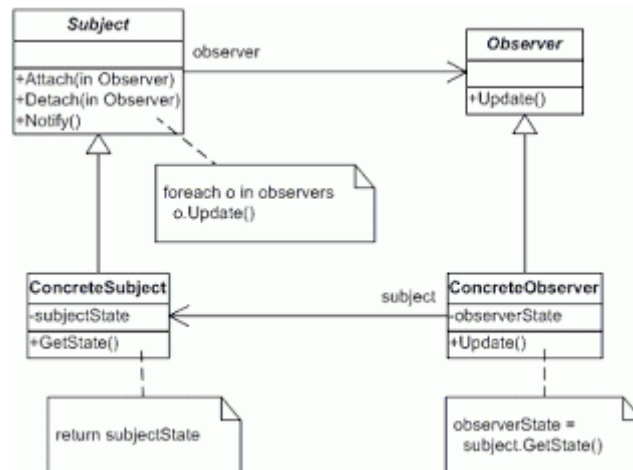 Subject
observer
Observer
+Attach(in Observer)
+Detach(in Observer)
+Notify()
+Update()
foreach o in observers
o.Update()
ConcreteSubject
-subjectState
+GetState()
subject
ConcreteObserver
-observerState
+Update()
return subjectState
observerState =
subject.GetState()